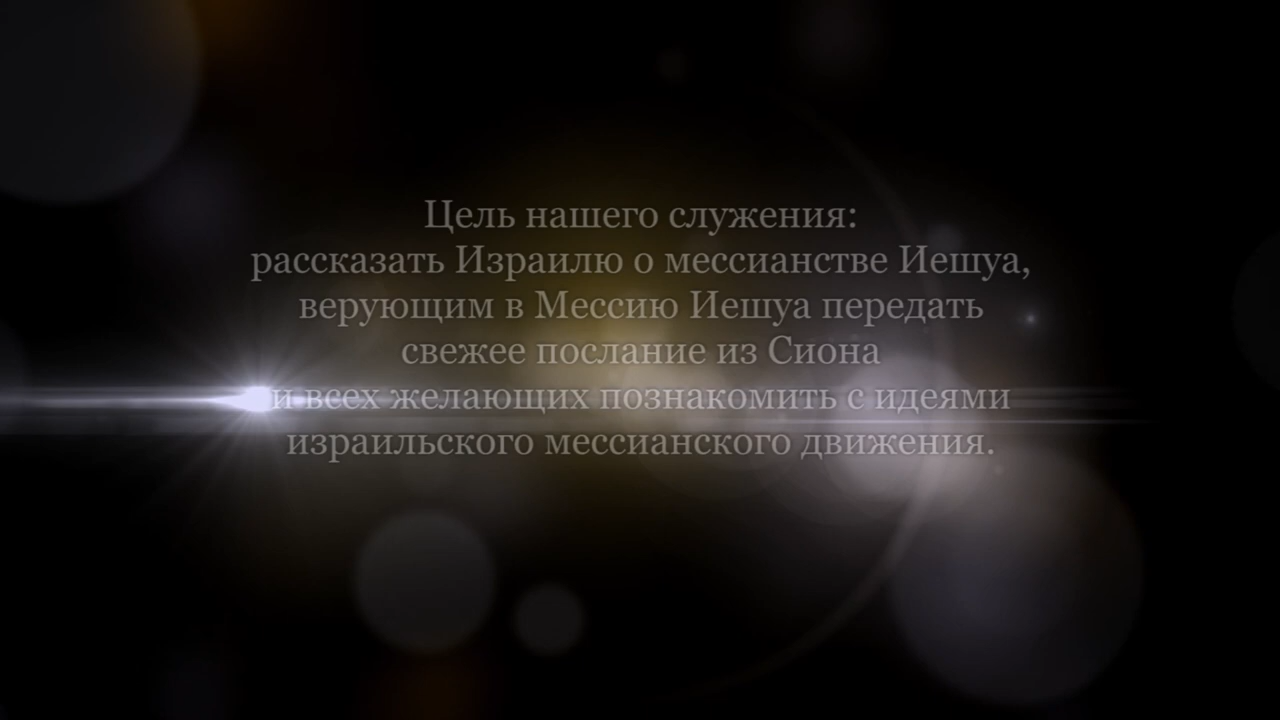 Цель нашего служения:
рассказать Израилю о мессианстве Иешуа,
верующим в Мессию Иешуа передать
свежее послание из Сиона
и всех желающих познакомить с идеями
израильского мессианского движения.